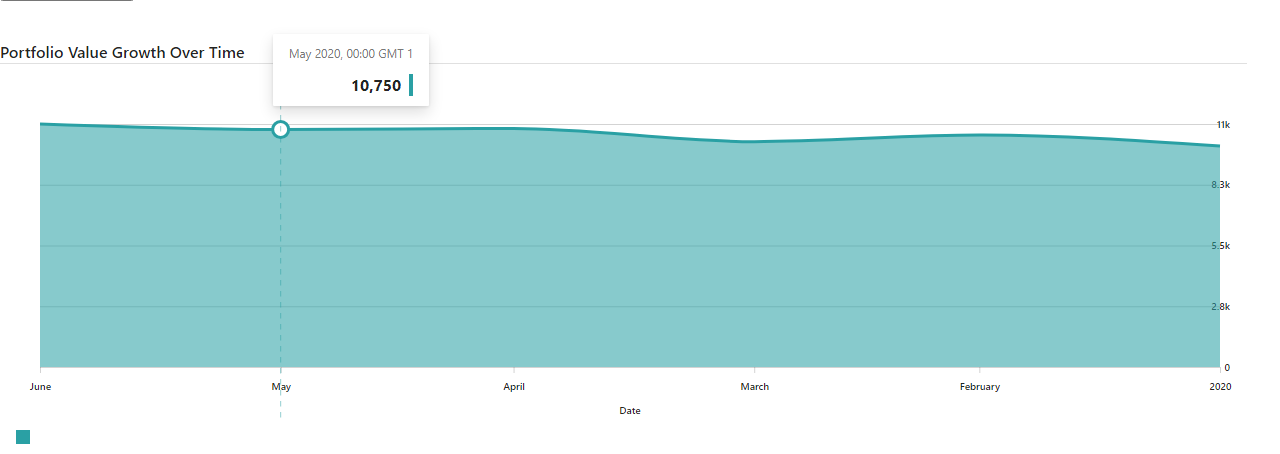 Portfolio Value Growth Over Time
May 2020, 00:00 GMT 1
10,750
11k
8.3k
5.5k
2.8k
0
June May April March February 2020
Date